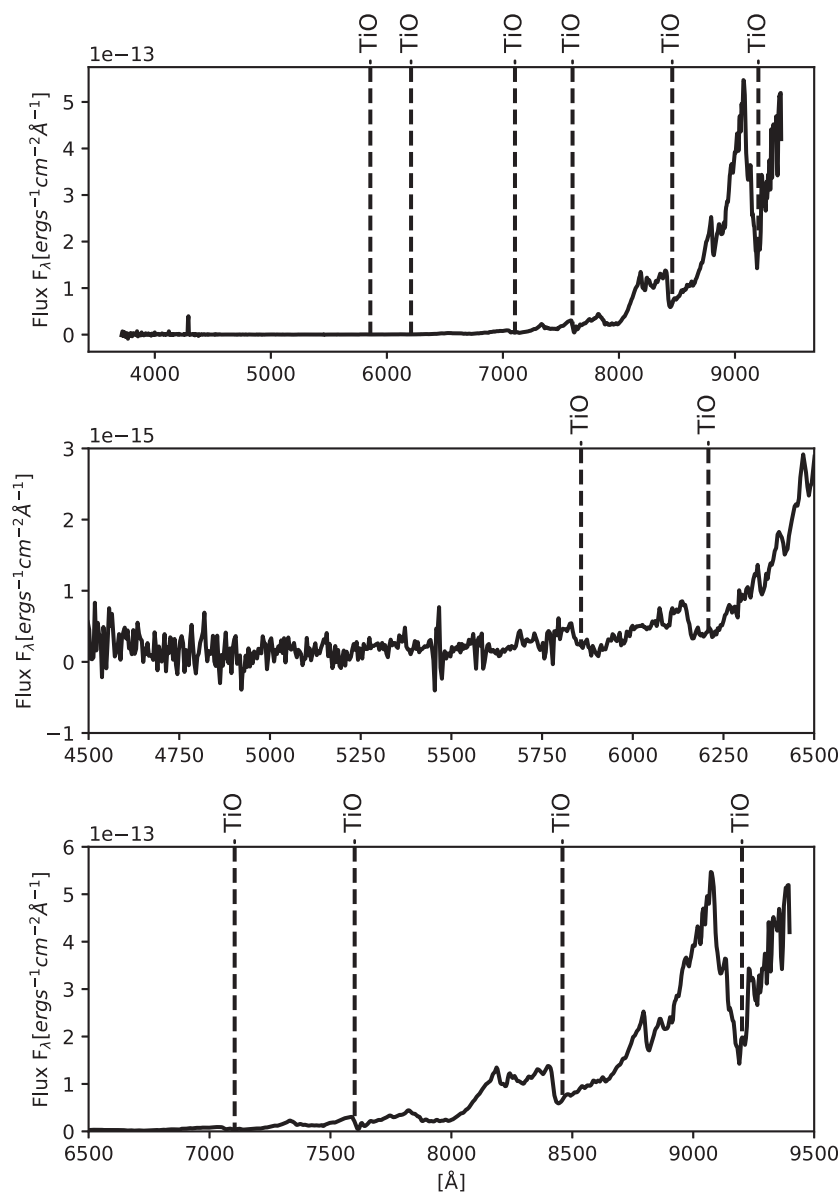 TiO TiO TiO TiO TiO TiO
1e−13
Flux Fλ[ergs−1cm−2Å−1]
5
4
3
2
1
0
4000 5000 6000 7000 8000 9000
TiO TiO
1e−15
Flux Fλ[ergs−1cm−2Å−1]
3
2
1
0
−1
4500 4750 5000 5250 5500 5750 6000 6250 6500
TiO TiO TiO TiO
1e−13
Flux Fλ[ergs−1cm−2Å−1]
6
5
4
3
2
1
0
6500 7000 7500 8000 8500 9000 9500
[Å]